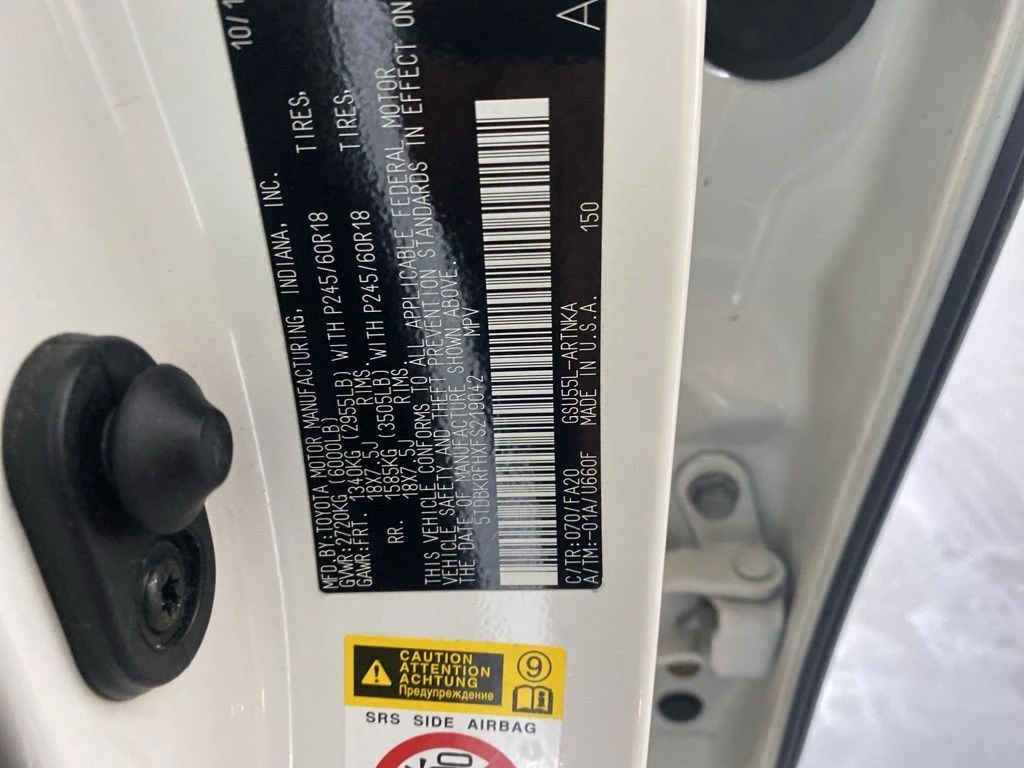 10/1
MFD.BY:TOYOTA MOTOR MANUFACTURING, INDIANA, INC.
GVWR:2720KG (6000LB)
GAWR:FRT. 1340KG (2955LB) WITH P245/60R18 TIRES,
18X7.5J RIMS.
RR. 1585KG (3505LB) WITH P245/60R18 TIRES,
18X7.5J RIMS.
THIS VEHICLE CONFORMS TO ALL APPLICABLE FEDERAL MOTOR
VEHICLE SAFETY AND THEFT PREVENTION STANDARDS IN EFFECT ON
THE DATE OF MANUFACTURE SHOWN ABOVE.
5TDBKRFHXFS219042 MPV
A
C/TR:070/FA20 GSU55L-ARTNKA
A/TM:-01A/U660F MADE IN U.S.A. 150
CAUTION
ATTENTION
ACHTUNG
Предупреждение
9
i
SRS SIDE AIRBAG